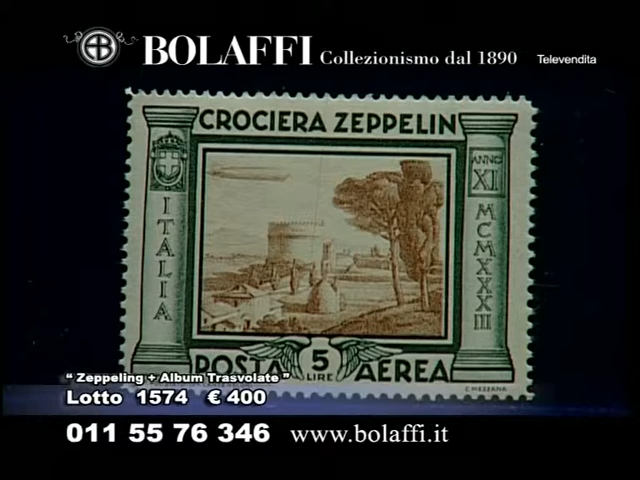 BOLAFFI Collezionismo dal 1890 Televendita
CROCIERA ZEPPELIN
ITALIA
ANNO
XI
MCMXXXIII
POSTA 5 AEREA
LIRE
C. MEZZANA
" Zeppeling + Album Trasvolate "
Lotto 1574 € 400
011 55 76 346 www.bolaffi.it